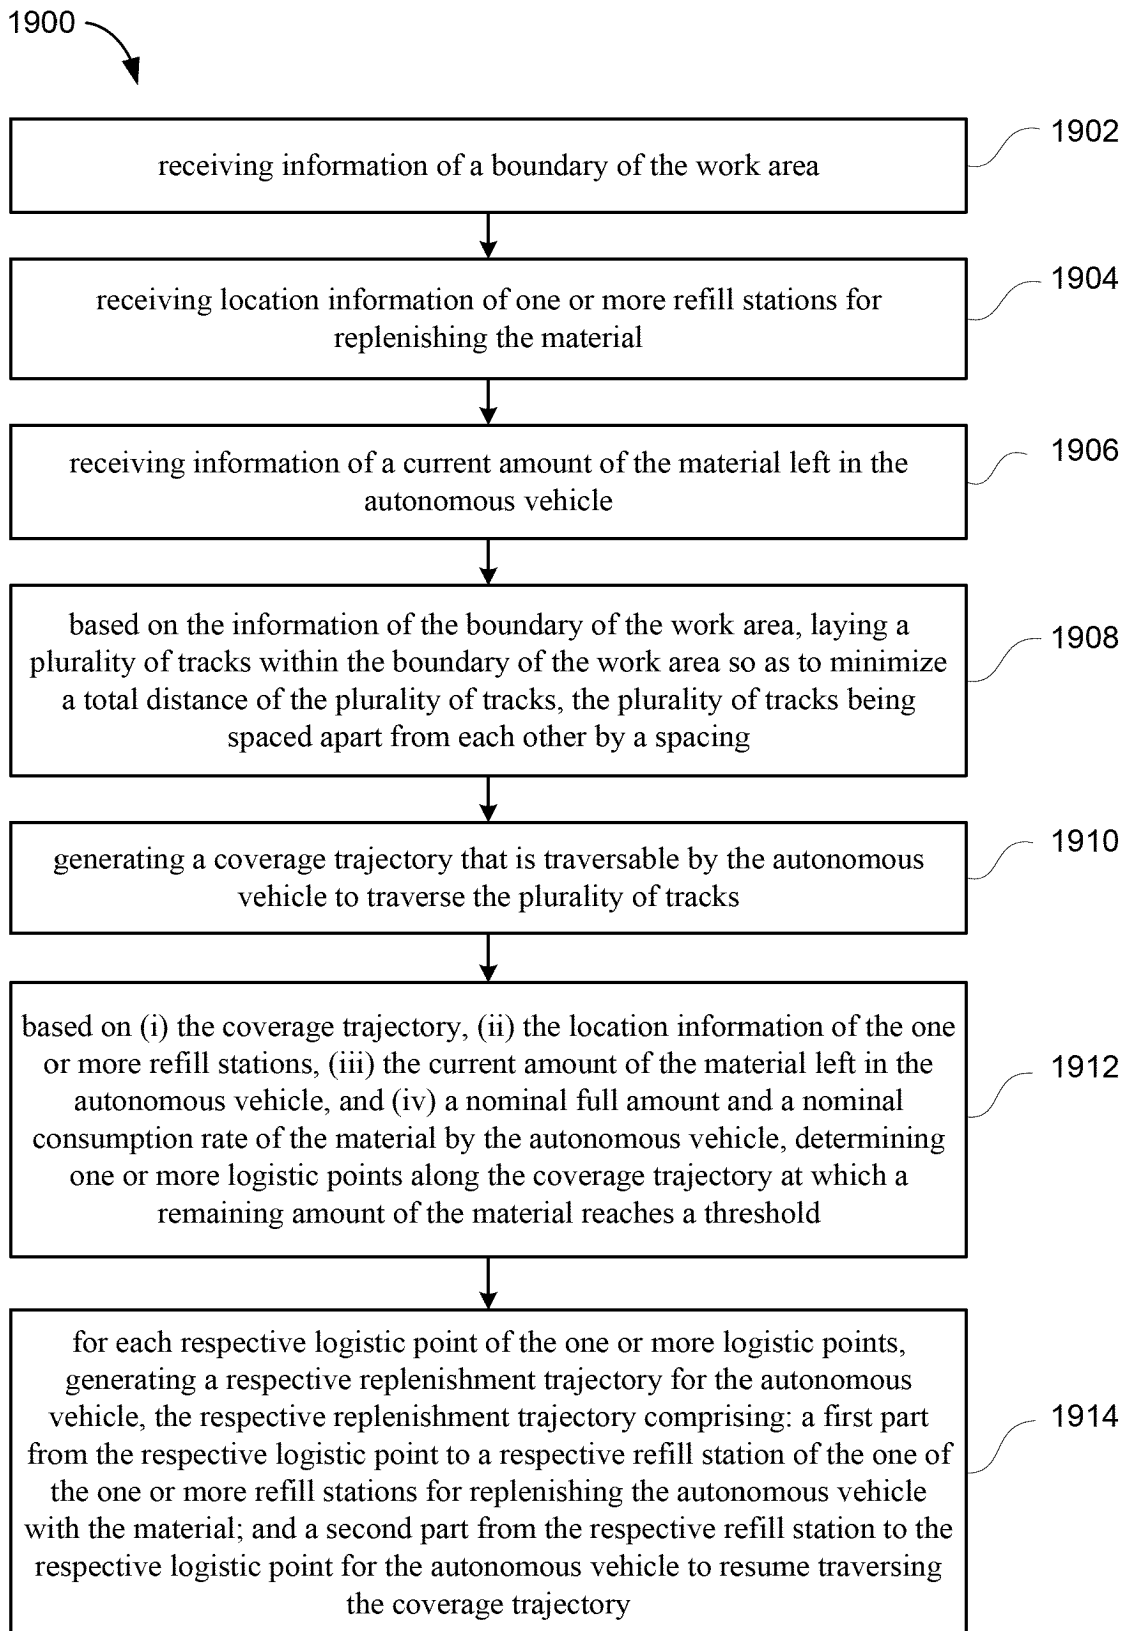 1900
receiving information of a boundary of the work area
1902
receiving location information of one or more refill stations for
replenishing the material
1904
receiving information of a current amount of the material left in the
autonomous vehicle
1906
based on the information of the boundary of the work area, laying a
plurality of tracks within the boundary of the work area so as to minimize
a total distance of the plurality of tracks, the plurality of tracks being
spaced apart from each other by a spacing
1908
generating a coverage trajectory that is traversable by the autonomous
vehicle to traverse the plurality of tracks
1910
based on (i) the coverage trajectory, (ii) the location information of the one
or more refill stations, (iii) the current amount of the material left in the
autonomous vehicle, and (iv) a nominal full amount and a nominal
consumption rate of the material by the autonomous vehicle, determining
one or more logistic points along the coverage trajectory at which a
remaining amount of the material reaches a threshold
1912
for each respective logistic point of the one or more logistic points,
generating a respective replenishment trajectory for the autonomous
vehicle, the respective replenishment trajectory comprising: a first part
from the respective logistic point to a respective refill station of the one of
the one or more refill stations for replenishing the autonomous vehicle
with the material; and a second part from the respective refill station to the
respective logistic point for the autonomous vehicle to resume traversing
the coverage trajectory
1914